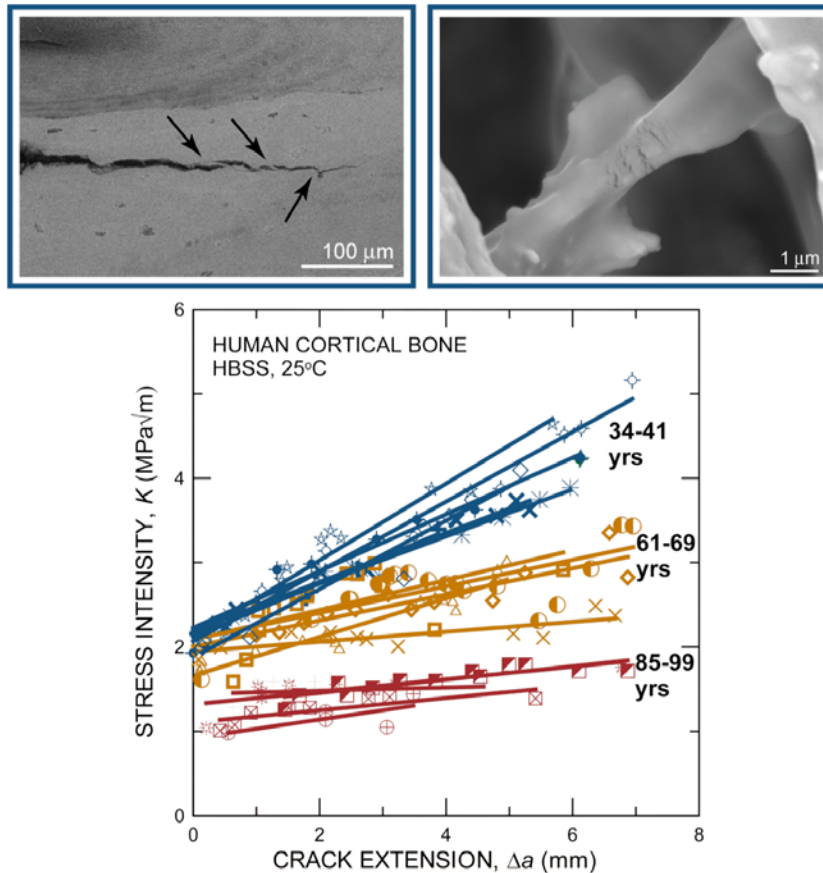 100 μm
1 μm
HUMAN CORTICAL BONE
HBSS, 25°C
STRESS INTENSITY, K (MPa√m)
6
4
2
0
34-41
yrs
61-69
yrs
85-99
yrs
0
2
4
6
8
CRACK EXTENSION, Δa (mm)